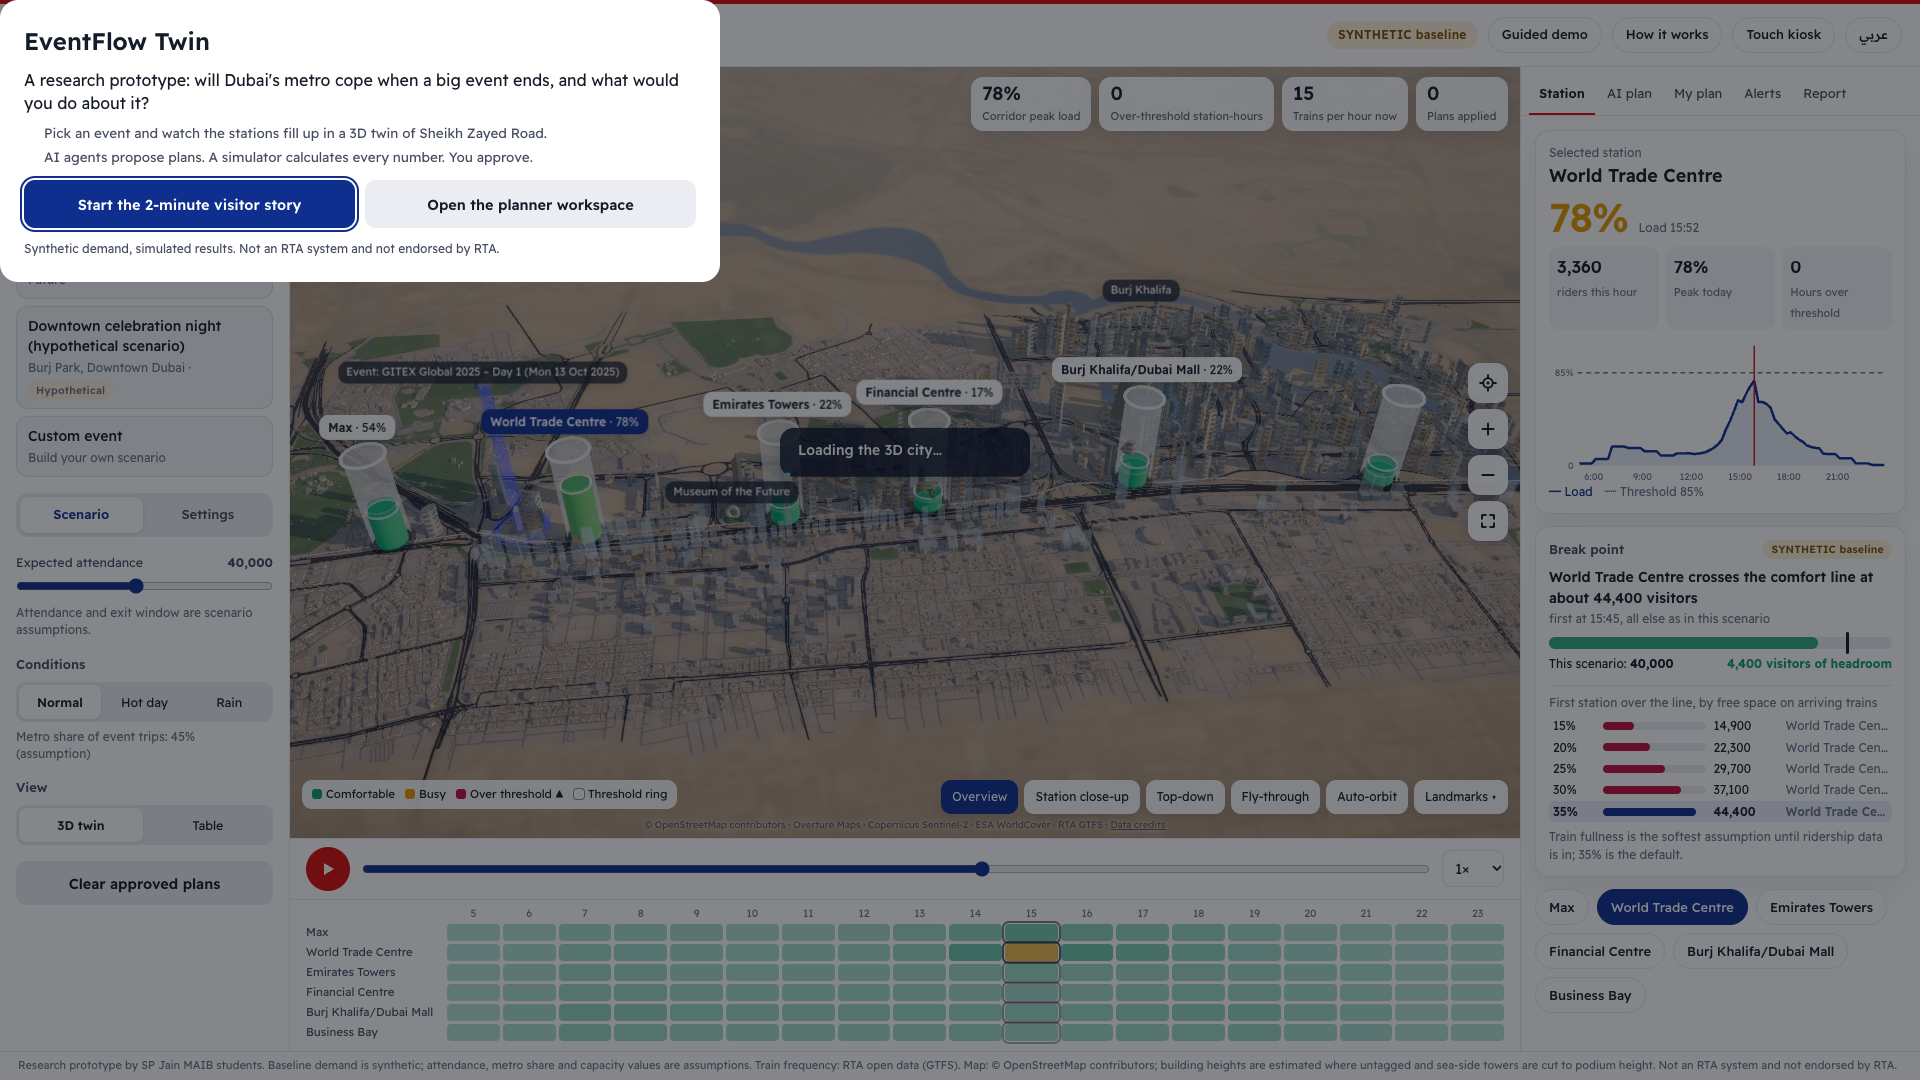 EventFlow Twin
A research prototype: will Dubai's metro cope when a big event ends, and what would
you do about it?
Pick an event and watch the stations fill up in a 3D twin of Sheikh Zayed Road.
AI agents propose plans. A simulator calculates every number. You approve.
Start the 2-minute visitor story
Open the planner workspace
Synthetic demand, simulated results. Not an RTA system and not endorsed by RTA.
SYNTHETIC baseline
Guided demo
How it works
Touch kiosk
عربي
Downtown celebration night
(hypothetical scenario)
Burj Park, Downtown Dubai ·
Hypothetical
Custom event
Build your own scenario
Scenario
Settings
Expected attendance
40,000
Attendance and exit window are scenario
assumptions.
Conditions
Normal
Hot day
Rain
Metro share of event trips: 45%
(assumption)
View
3D twin
Table
Clear approved plans
78%
Corridor peak load
0
Over-threshold station-hours
15
Trains per hour now
0
Plans applied
Burj Khalifa
Event: GITEX Global 2025 – Day 1 (Mon 13 Oct 2025)
Burj Khalifa/Dubai Mall · 22%
Financial Centre · 17%
Emirates Towers · 22%
World Trade Centre · 78%
Max · 54%
Loading the 3D city…
Museum of the Future
+
−
Comfortable
Busy
Over threshold ▲
Threshold ring
Overview
Station close-up
Top-down
Fly-through
Auto-orbit
Landmarks
© OpenStreetMap contributors · Overture Maps · Copernicus Sentinel-2 · ESA WorldCover · RTA GTFS · Data credits
1×
5 6 7 8 9 10 11 12 13 14 15 16 17 18 19 20 21 22 23
Max
World Trade Centre
Emirates Towers
Financial Centre
Burj Khalifa/Dubai Mall
Business Bay
Station
AI plan
My plan
Alerts
Report
Selected station
World Trade Centre
78% Load 15:52
3,360
riders this hour
78%
Peak today
0
Hours over
threshold
85%
0
6:00 9:00 12:00 15:00 18:00 21:00
Load
Threshold 85%
Break point
SYNTHETIC baseline
World Trade Centre crosses the comfort line at
about 44,400 visitors
first at 15:45, all else as in this scenario
This scenario: 40,000
4,400 visitors of headroom
First station over the line, by free space on arriving trains
15% 14,900 World Trade Cen…
20% 22,300 World Trade Cen…
25% 29,700 World Trade Cen…
30% 37,100 World Trade Cen…
35% 44,400 World Trade Ce…
Train fullness is the softest assumption until ridership data
is in; 35% is the default.
Max
World Trade Centre
Emirates Towers
Financial Centre
Burj Khalifa/Dubai Mall
Business Bay
Research prototype by SP Jain MAIB students. Baseline demand is synthetic; attendance, metro share and capacity values are assumptions. Train frequency: RTA open data (GTFS). Map: © OpenStreetMap contributors; building heights are estimated where untagged and sea-side towers are cut to podium height. Not an RTA system and not endorsed by RTA.